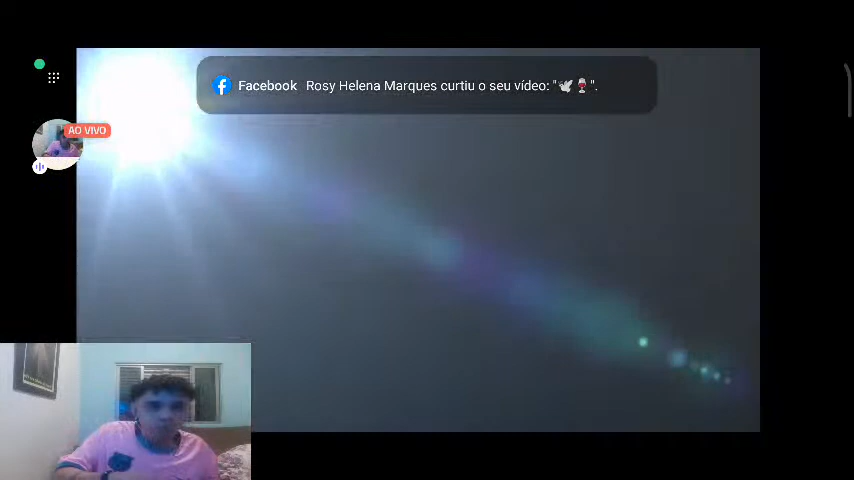 Facebook Rosy Helena Marques curtiu o seu vídeo: "🕊️🍷".
AO VIVO